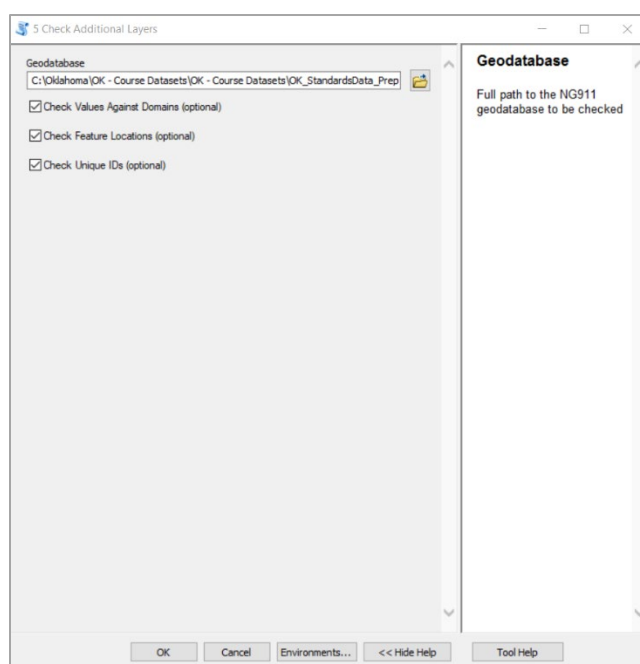 5 Check Additional Layers
Geodatabase
C:\Oklahoma\OK - Course Datasets\OK - Course Datasets\OK_StandardsData_Prep
Check Values Against Domains (optional)
Check Feature Locations (optional)
Check Unique IDs (optional)
Geodatabase
Full path to the NG911
geodatabase to be checked
OK
Cancel
Environments...
<< Hide Help
Tool Help